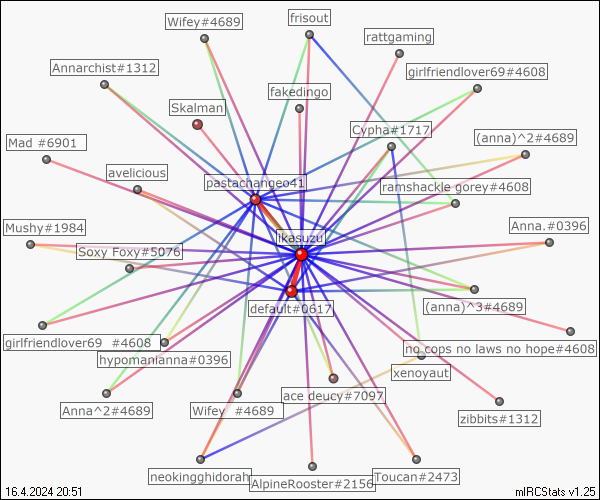 Wifey#4689
frisout
rattgaming
Annarchist#1312
girlfriendlover69#4608
fakedingo
Skalman
Cypha#1717
Mad #6901
(anna)^2#4689
avelicious
pastachangeo41
ramshackle gorey#4608
Mushy#1984
Anna.#0396
ikasuzu
Soxy Foxy#5076
default#0617
(anna)^3#4689
girlfriendlover69 #4608
no cops no laws no hope#4608
hypomanianna#0396
xenoyaut
ace deucy#7097
Anna^2#4689
Wifey #4689
zibbits#1312
neokingghidorah
AlpineRooster#2156
Toucan#2473
16.4.2024 20:51
mIRCStats v1.25